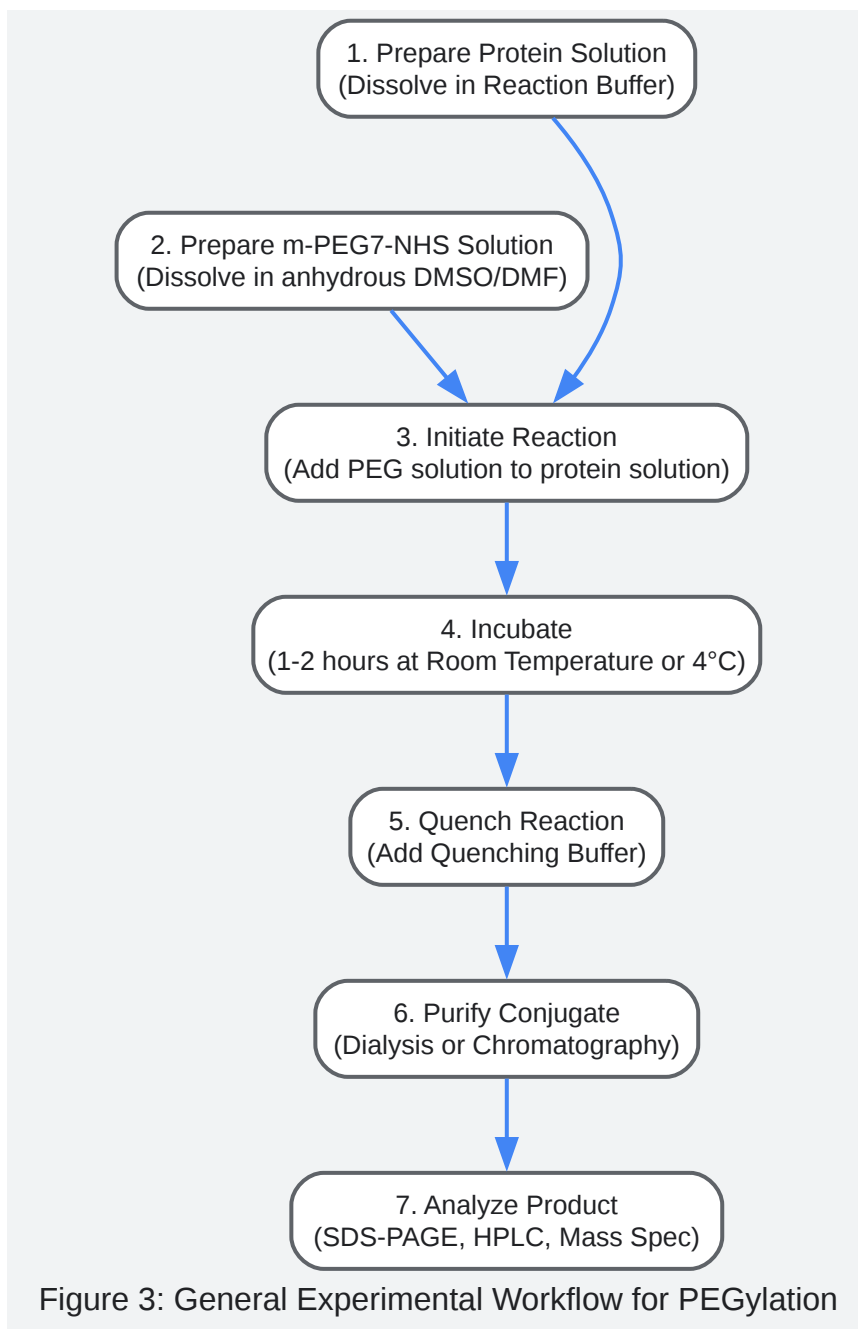 1. Prepare Protein Solution
(Dissolve in Reaction Buffer)
2. Prepare m-PEG7-NHS Solution
(Dissolve in anhydrous DMSO/DMF)
3. Initiate Reaction
(Add PEG solution to protein solution)
4. Incubate
(1-2 hours at Room Temperature or 4°C)
5. Quench Reaction
(Add Quenching Buffer)
6. Purify Conjugate
(Dialysis or Chromatography)
7. Analyze Product
(SDS-PAGE, HPLC, Mass Spec)
Figure 3: General Experimental Workflow for PEGylation